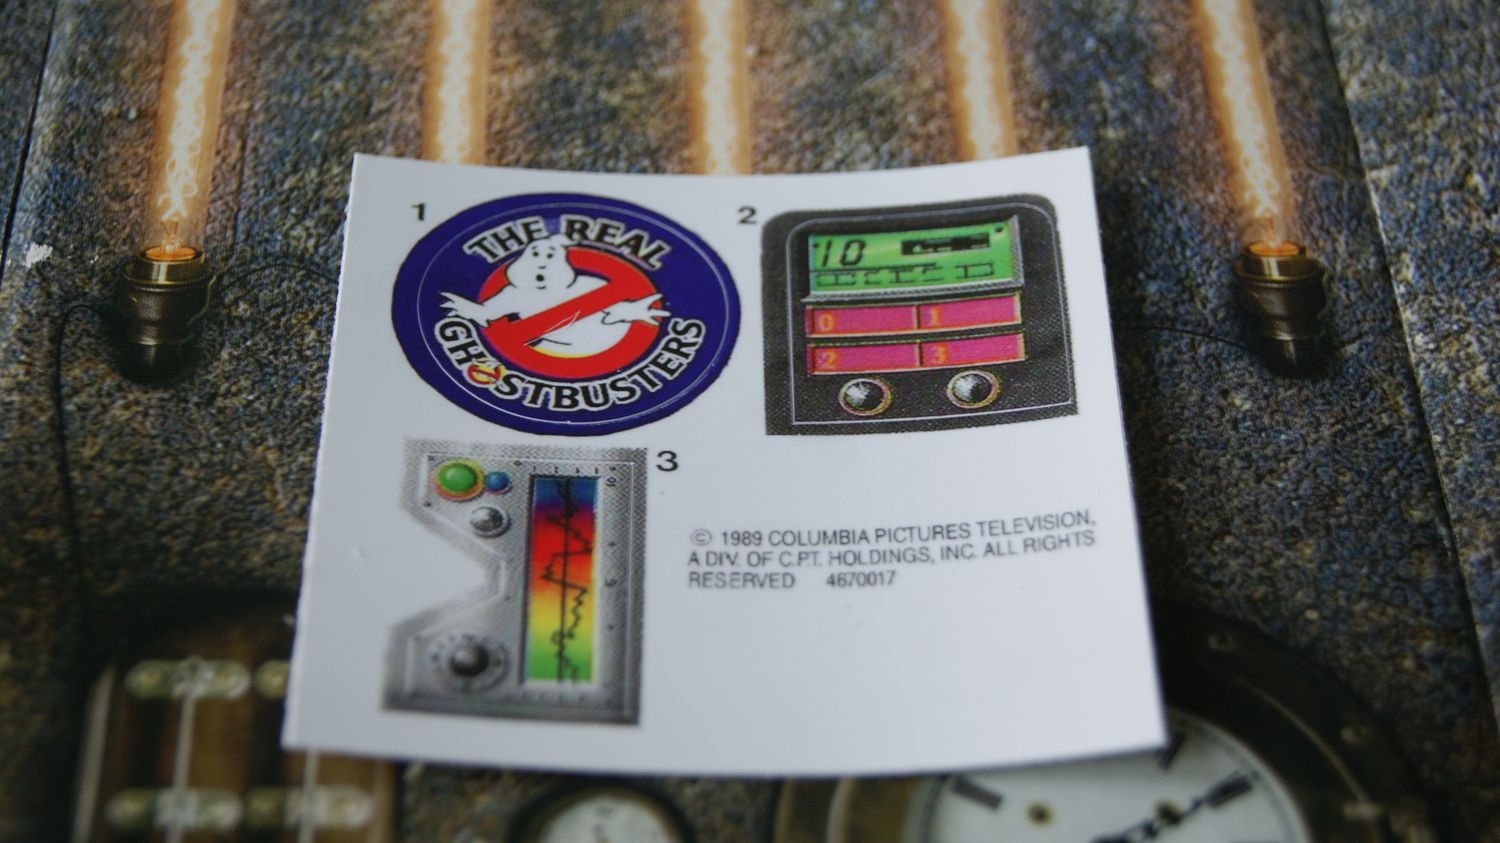 1
THE REAL
GHOSTBUSTERS
2
10
0 1
2 3
3
10
© 1989 COLUMBIA PICTURES TELEVISION,
A DIV. OF C.P.T. HOLDINGS, INC. ALL RIGHTS
RESERVED 4670017